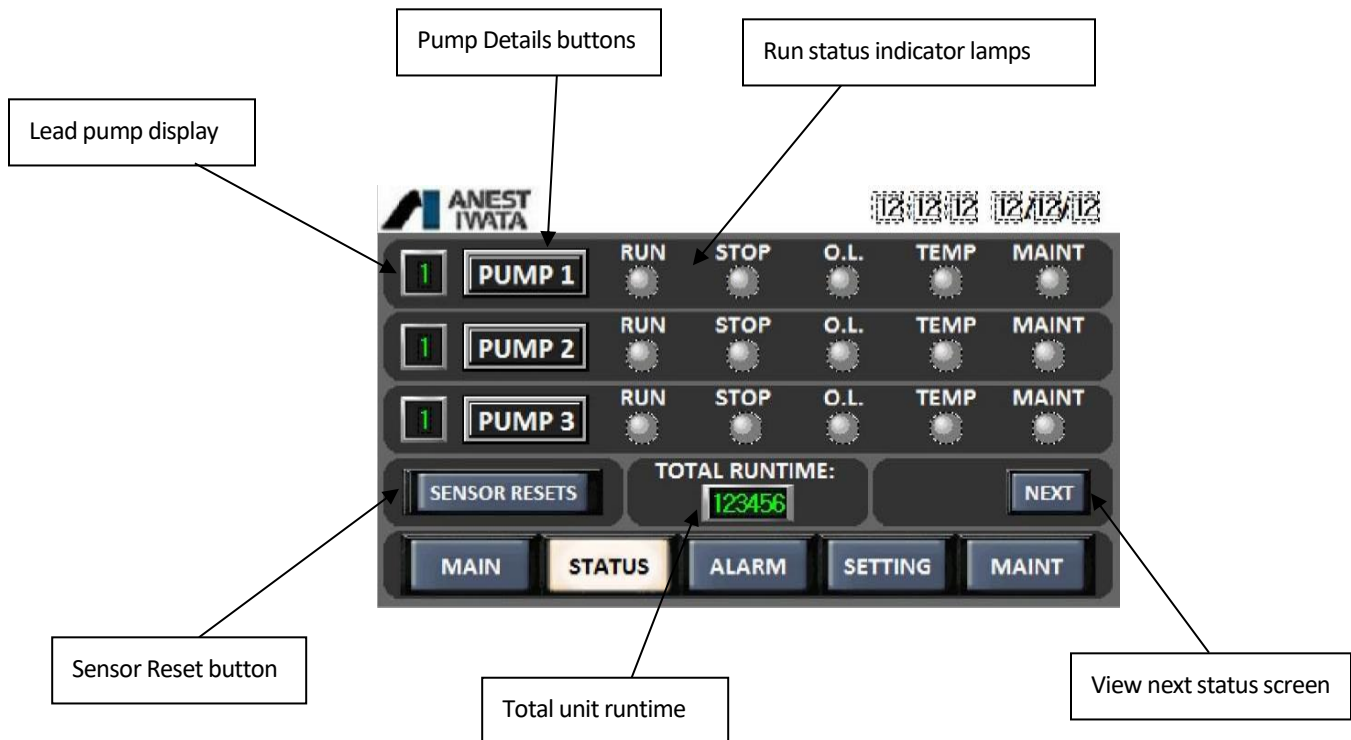 Pump Details buttons
Run status indicator lamps
Lead pump display
ANEST
IWATA
12:12:12 12/12/12
RUN STOP O.L. TEMP MAINT
1 PUMP 1
RUN STOP O.L. TEMP MAINT
1 PUMP 2
RUN STOP O.L. TEMP MAINT
1 PUMP 3
TOTAL RUNTIME:
SENSOR RESETS 123456 NEXT
MAIN STATUS ALARM SETTING MAINT
Sensor Reset button
Total unit runtime
View next status screen